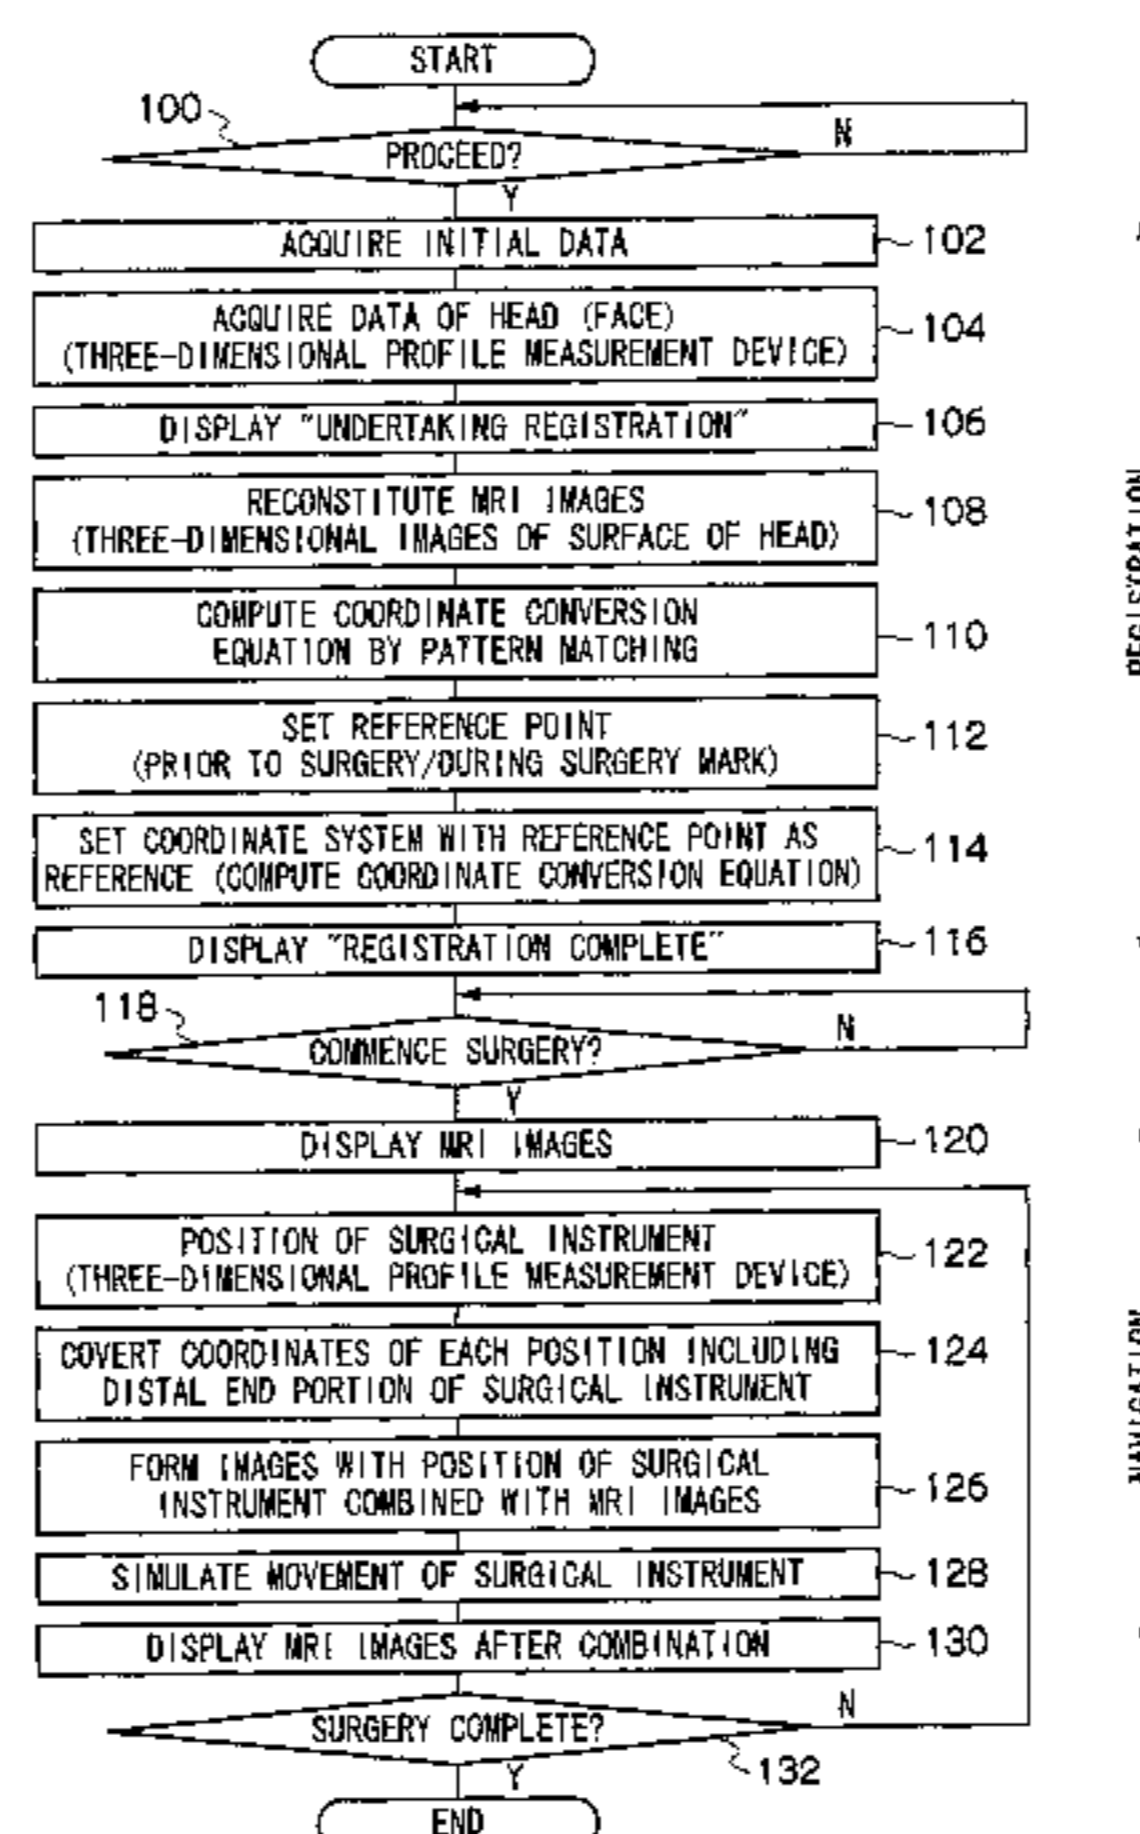 START
100
PROCEED?
N
Y
ACQUIRE INITIAL DATA
102
ACQUIRE DATA OF HEAD (FACE)
(THREE-DIMENSIONAL PROFILE MEASUREMENT DEVICE)
104
DISPLAY "UNDERTAKING REGISTRATION"
106
RECONSTITUTE MRI IMAGES
(THREE-DIMENSIONAL IMAGES OF SURFACE OF HEAD)
108
REGISTRATION
COMPUTE COORDINATE CONVERSION
EQUATION BY PATTERN MATCHING
110
SET REFERENCE POINT
(PRIOR TO SURGERY/DURING SURGERY MARK)
112
SET COORDINATE SYSTEM WITH REFERENCE POINT AS
REFERENCE (COMPUTE COORDINATE CONVERSION EQUATION)
114
DISPLAY "REGISTRATION COMPLETE"
116
118
COMMENCE SURGERY?
N
Y
DISPLAY MRI IMAGES
120
POSITION OF SURGICAL INSTRUMENT
(THREE-DIMENSIONAL PROFILE MEASUREMENT DEVICE)
122
COVERT COORDINATES OF EACH POSITION INCLUDING
DISTAL END PORTION OF SURGICAL INSTRUMENT
124
NAVIGATION
FORM IMAGES WITH POSITION OF SURGICAL
INSTRUMENT COMBINED WITH MRI IMAGES
126
SIMULATE MOVEMENT OF SURGICAL INSTRUMENT
128
DISPLAY MRI IMAGES AFTER COMBINATION
130
SURGERY COMPLETE?
N
132
Y
END